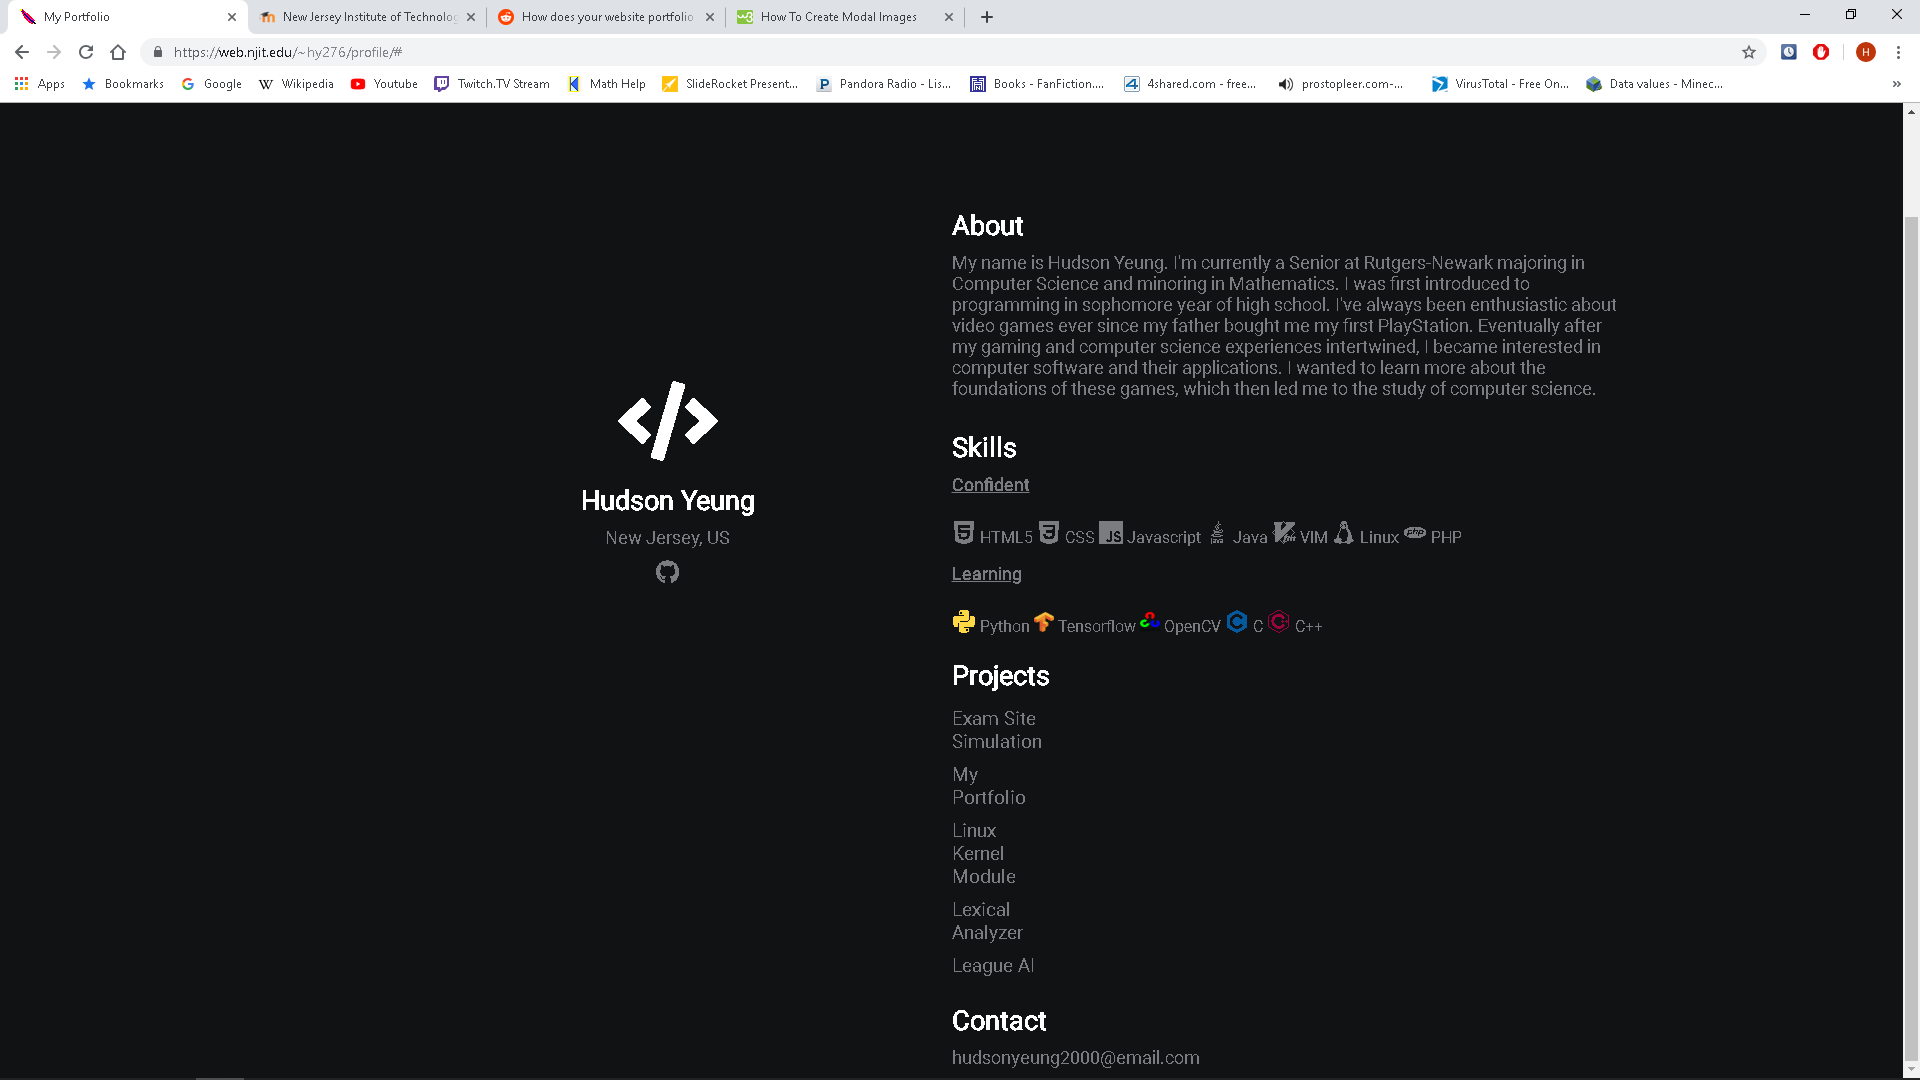 My Portfolio
New Jersey Institute of Technolog
How does your website portfolio
How To Create Modal Images
https://web.njit.edu/~hy276/profile/#
H
Apps
Bookmarks
Google
Wikipedia
Youtube
Twitch.TV Stream
Math Help
SlideRocket Present...
Pandora Radio - Lis...
Books - FanFiction....
4shared.com - free...
prostopleer.com-...
VirusTotal - Free On...
Data values - Minec...
»
Hudson Yeung
New Jersey, US
About
My name is Hudson Yeung. I'm currently a Senior at Rutgers-Newark majoring in
Computer Science and minoring in Mathematics. I was first introduced to
programming in sophomore year of high school. I've always been enthusiastic about
video games ever since my father bought me my first PlayStation. Eventually after
my gaming and computer science experiences intertwined, I became interested in
computer software and their applications. I wanted to learn more about the
foundations of these games, which then led me to the study of computer science.
Skills
Confident
HTML5 CSS JS Javascript Java VIM Linux php PHP
Learning
Python Tensorflow OpenCV C C++
Projects
Exam Site
Simulation
My
Portfolio
Linux
Kernel
Module
Lexical
Analyzer
League AI
Contact
hudsonyeung2000@email.com